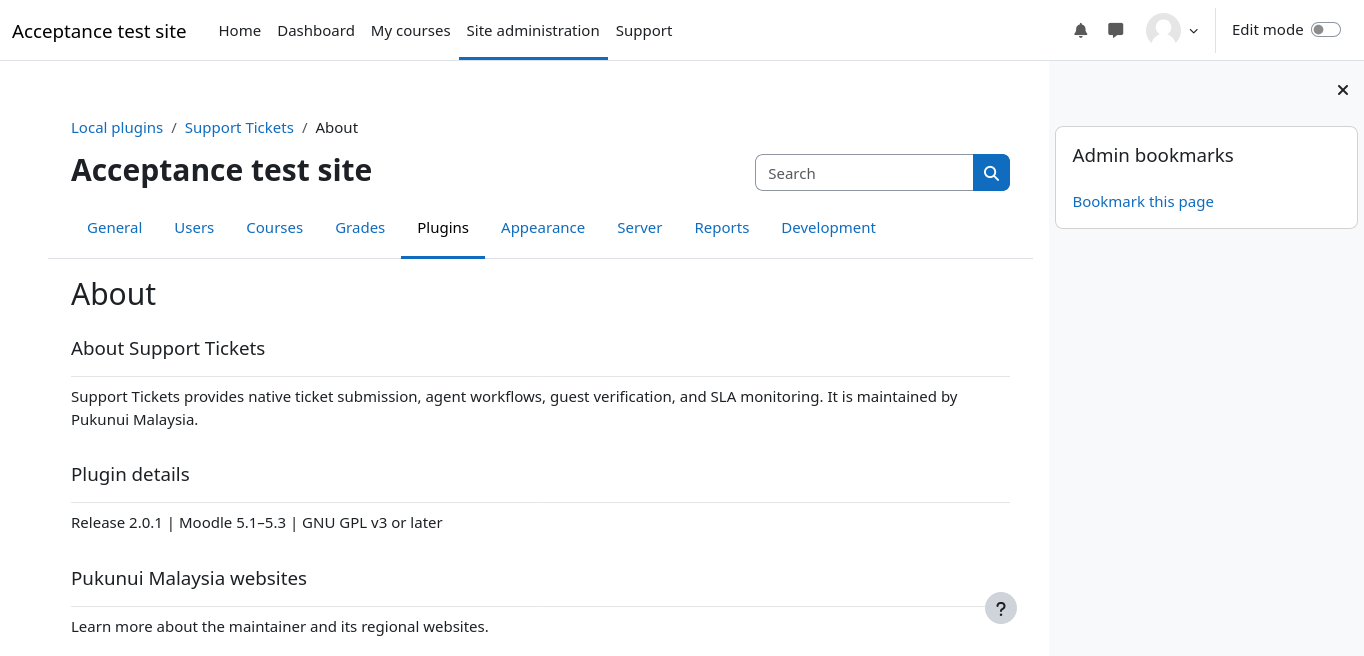 Acceptance test site Home Dashboard My courses Site administration Support Edit mode
Local plugins / Support Tickets / About
Acceptance test site
Search
General Users Courses Grades Plugins Appearance Server Reports Development
About
About Support Tickets
Support Tickets provides native ticket submission, agent workflows, guest verification, and SLA monitoring. It is maintained by
Pukunui Malaysia.
Plugin details
Release 2.0.1 | Moodle 5.1–5.3 | GNU GPL v3 or later
Pukunui Malaysia websites
Learn more about the maintainer and its regional websites.
?
Admin bookmarks
Bookmark this page